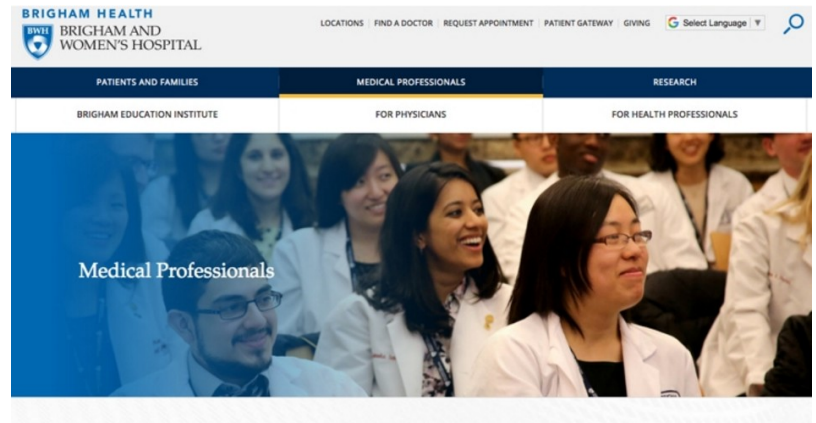 BRIGHAM HEALTH
BWH
BRIGHAM AND
WOMEN'S HOSPITAL
LOCATIONS FIND A DOCTOR REQUEST APPOINTMENT PATIENT GATEWAY GIVING
G Select Language ▼
PATIENTS AND FAMILIES MEDICAL PROFESSIONALS RESEARCH
BRIGHAM EDUCATION INSTITUTE FOR PHYSICIANS FOR HEALTH PROFESSIONALS
Medical Professionals